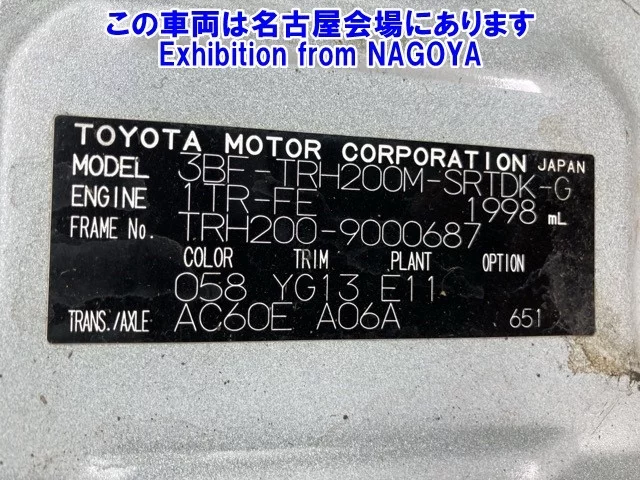 この車両は名古屋会場にあります
Exhibition from NAGOYA
TOYOTA MOTOR CORPORATION JAPAN
MODEL 3BF-TRH200M-SRTDK-G
ENGINE 1TR-FE 1998 mL
FRAME No. TRH200-9000687
COLOR TRIM PLANT OPTION
058 YG13 E11
TRANS./AXLE AC60E A06A 651